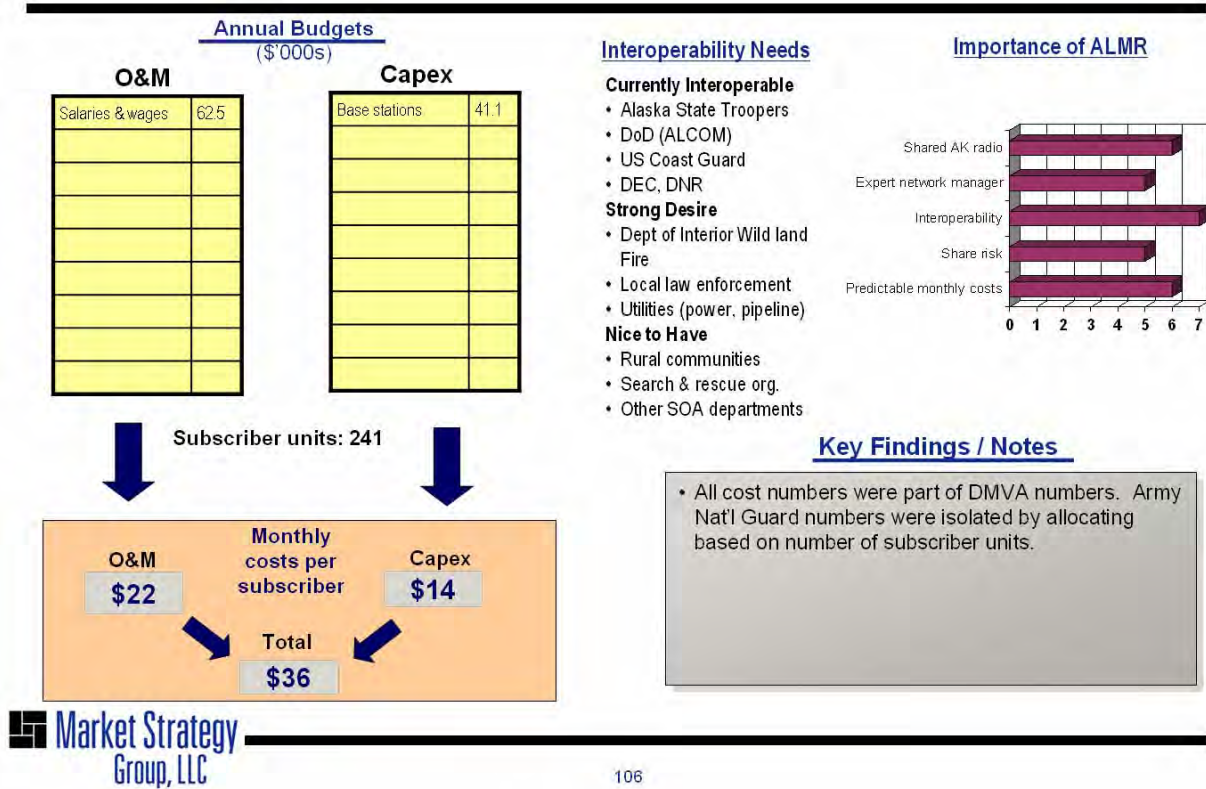 Annual Budgets
($'000s)
O&M
Salaries & wages 62.5
Capex
Base stations 41.1
Subscriber units: 241
Monthly
costs per
subscriber
O&M
$22
Capex
$14
Total
$36
Interoperability Needs
Currently Interoperable
• Alaska State Troopers
• DoD (ALCOM)
• US Coast Guard
• DEC, DNR
Strong Desire
• Dept of Interior Wild land
Fire
• Local law enforcement
• Utilities (power, pipeline)
Nice to Have
• Rural communities
• Search & rescue org.
• Other SOA departments
Importance of ALMR
Shared AK radio
Expert network manager
Interoperability
Share risk
Predictable monthly costs
0 1 2 3 4 5 6 7
Key Findings / Notes
• All cost numbers were part of DMVA numbers. Army
Nat'l Guard numbers were isolated by allocating
based on number of subscriber units.
Market Strategy
Group, LLC
106